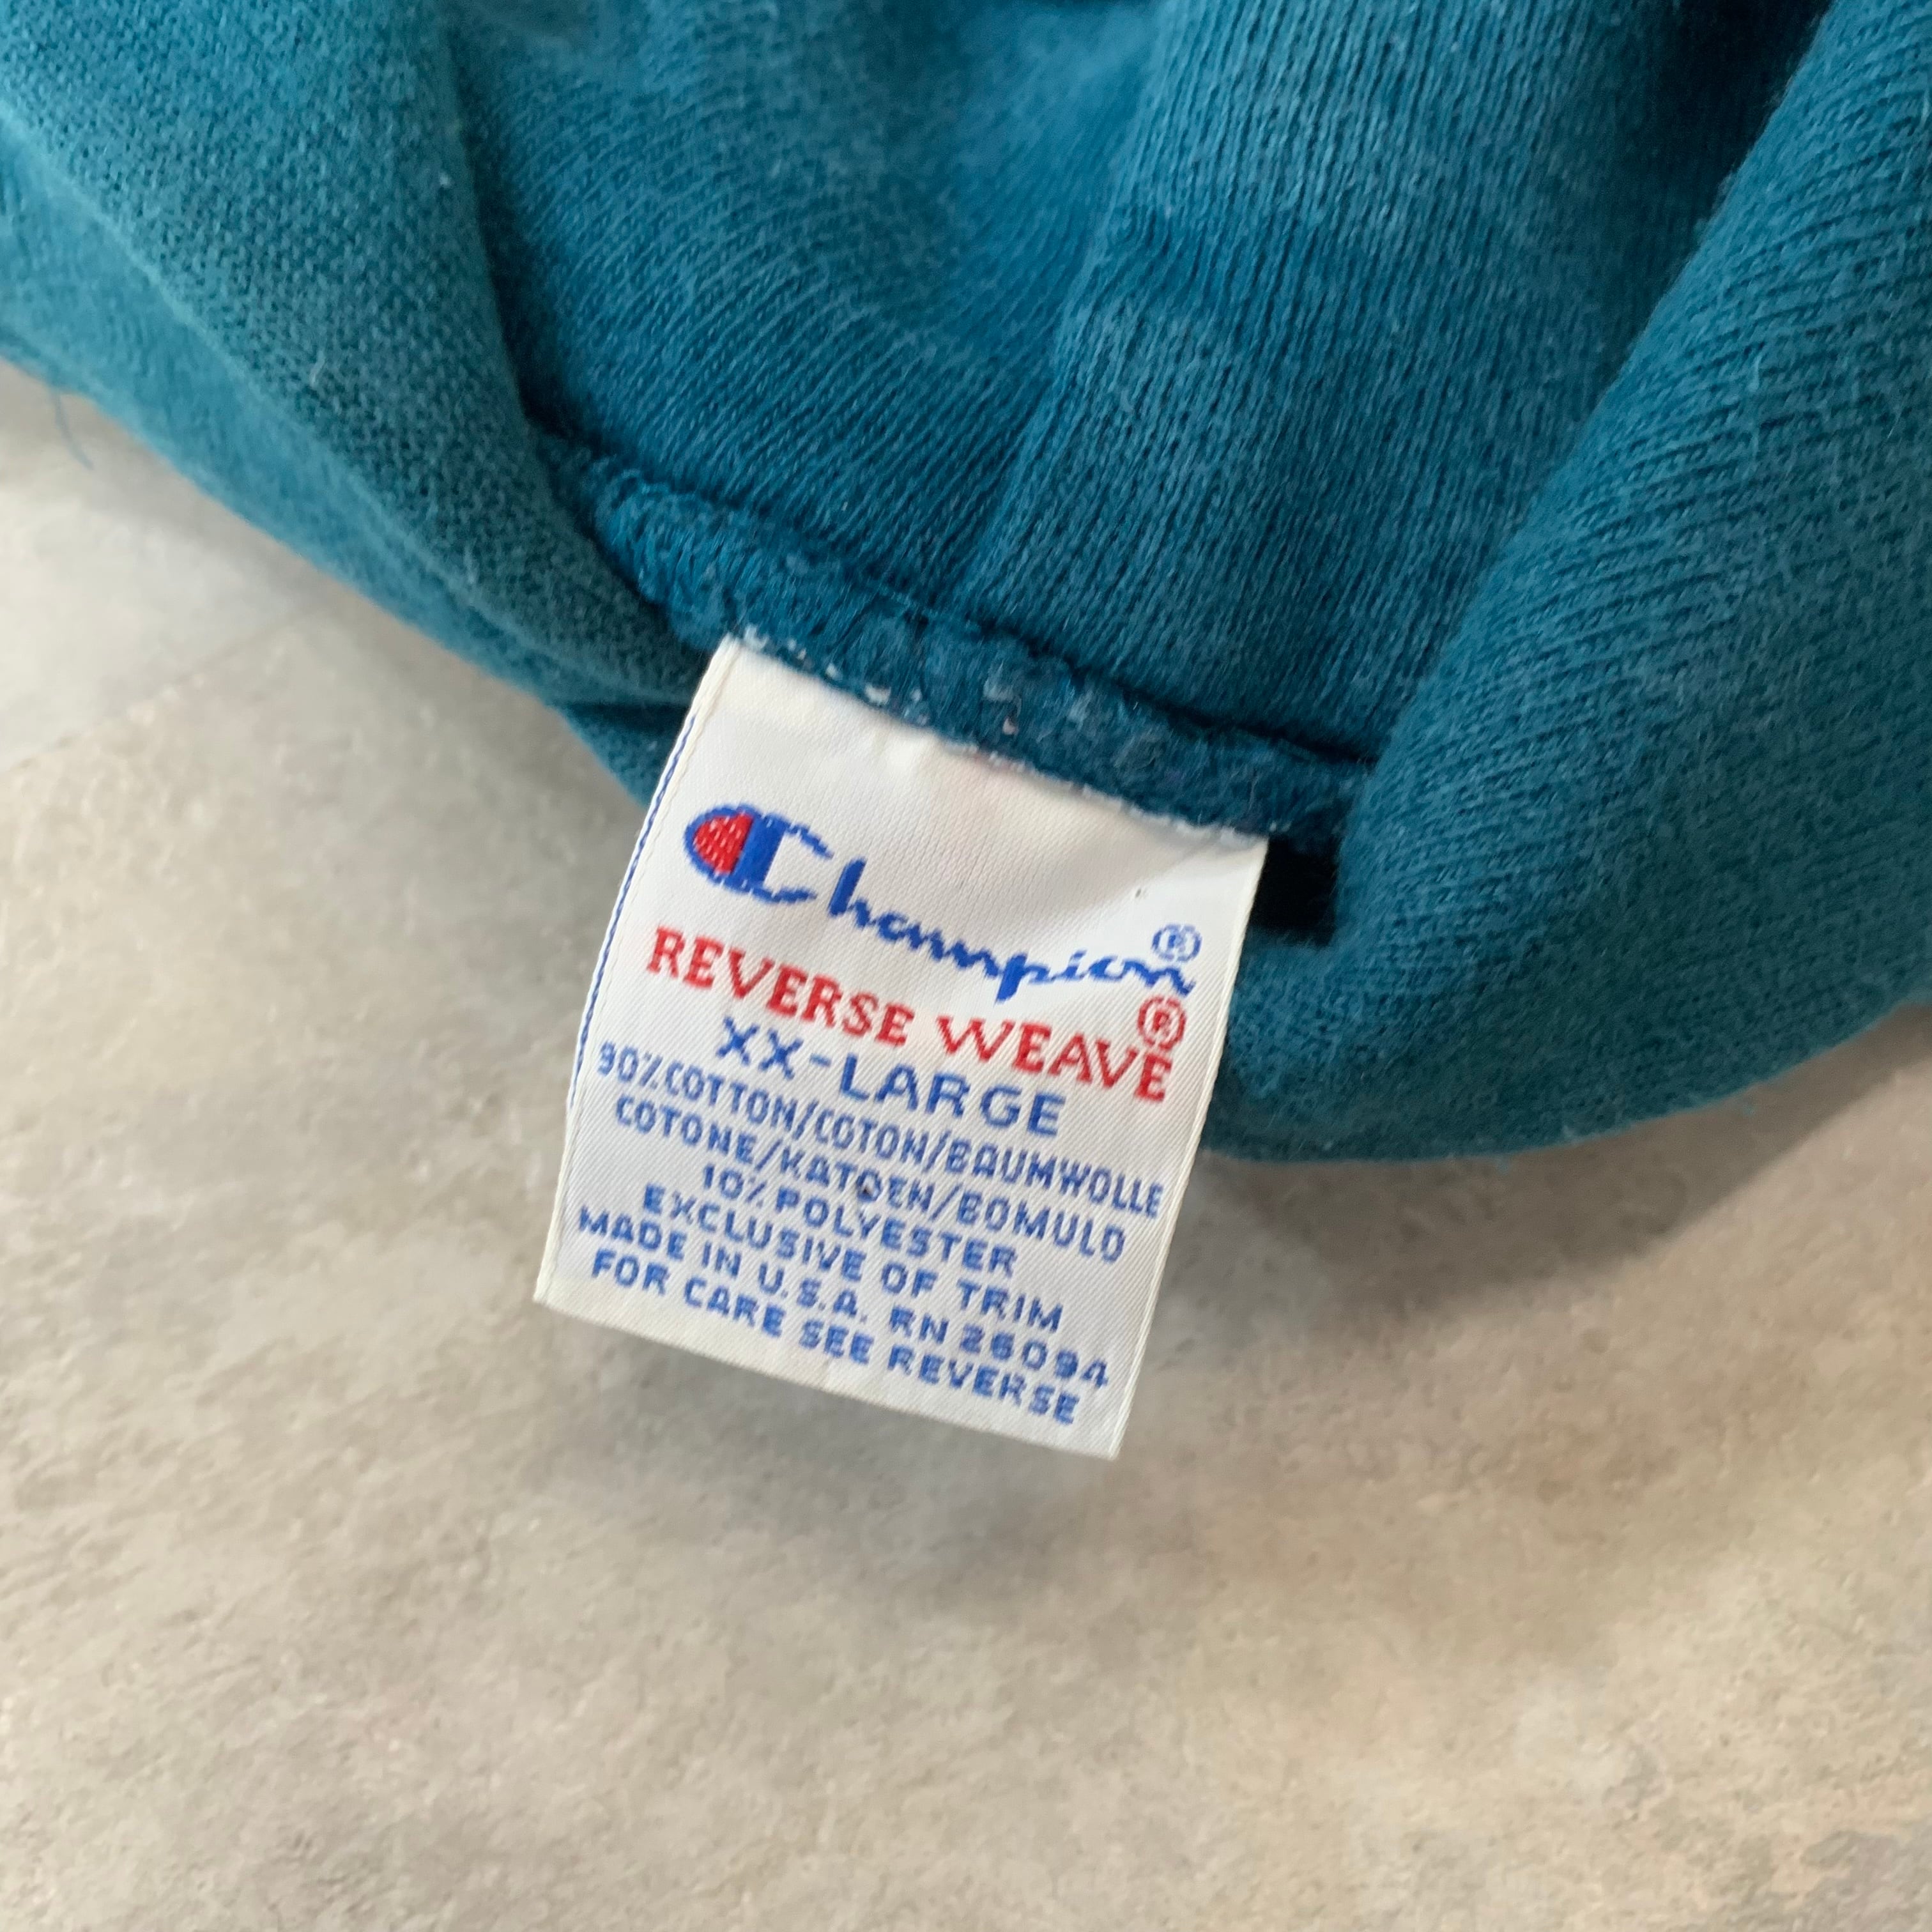 Champion®
REVERSE WEAVE®
XX-LARGE
90% COTTON/COTON/BAUMWOLLE
COTONE/KATOEN/BOMULD
10% POLYESTER
EXCLUSIVE OF TRIM
MADE IN U.S.A. RN 26094
FOR CARE SEE REVERSE